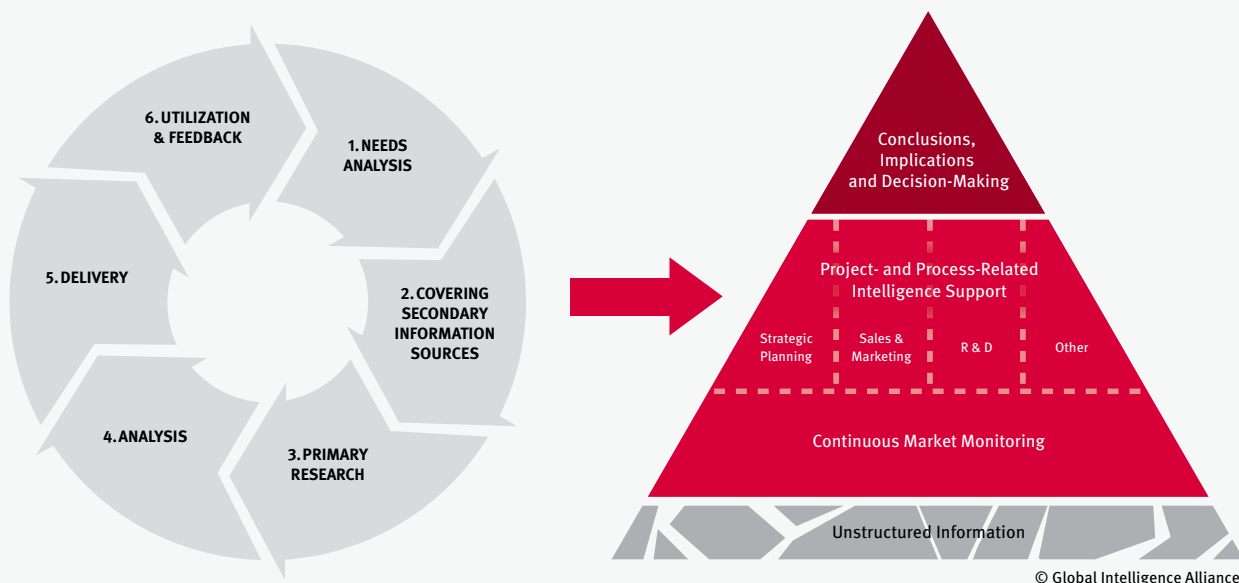 6. UTILIZATION
& FEEDBACK
1. NEEDS
ANALYSIS
5. DELIVERY
2. COVERING
SECONDARY
INFORMATION
SOURCES
4. ANALYSIS
3. PRIMARY
RESEARCH
Conclusions,
Implications
and Decision-Making
Project- and Process-Related
Intelligence Support
Strategic
Planning
Sales &
Marketing
R & D
Other
Continuous Market Monitoring
Unstructured Information
© Global Intelligence Alliance